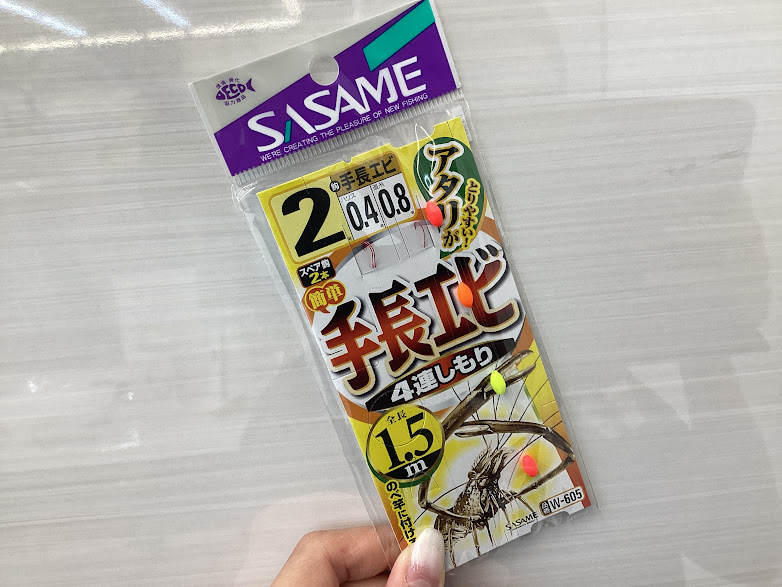 SASAME
WE'RE CREATING THE PLEASURE OF NEW FISHING
2
鈎 手長エビ
ハリス 0.4
道糸 0.8
アタリが
とりやすい!
スペア鈎
2本
簡単
手長エビ
4連しもり
全長
1.5
m
のべ竿に付ける
SASAME
品番 W-605